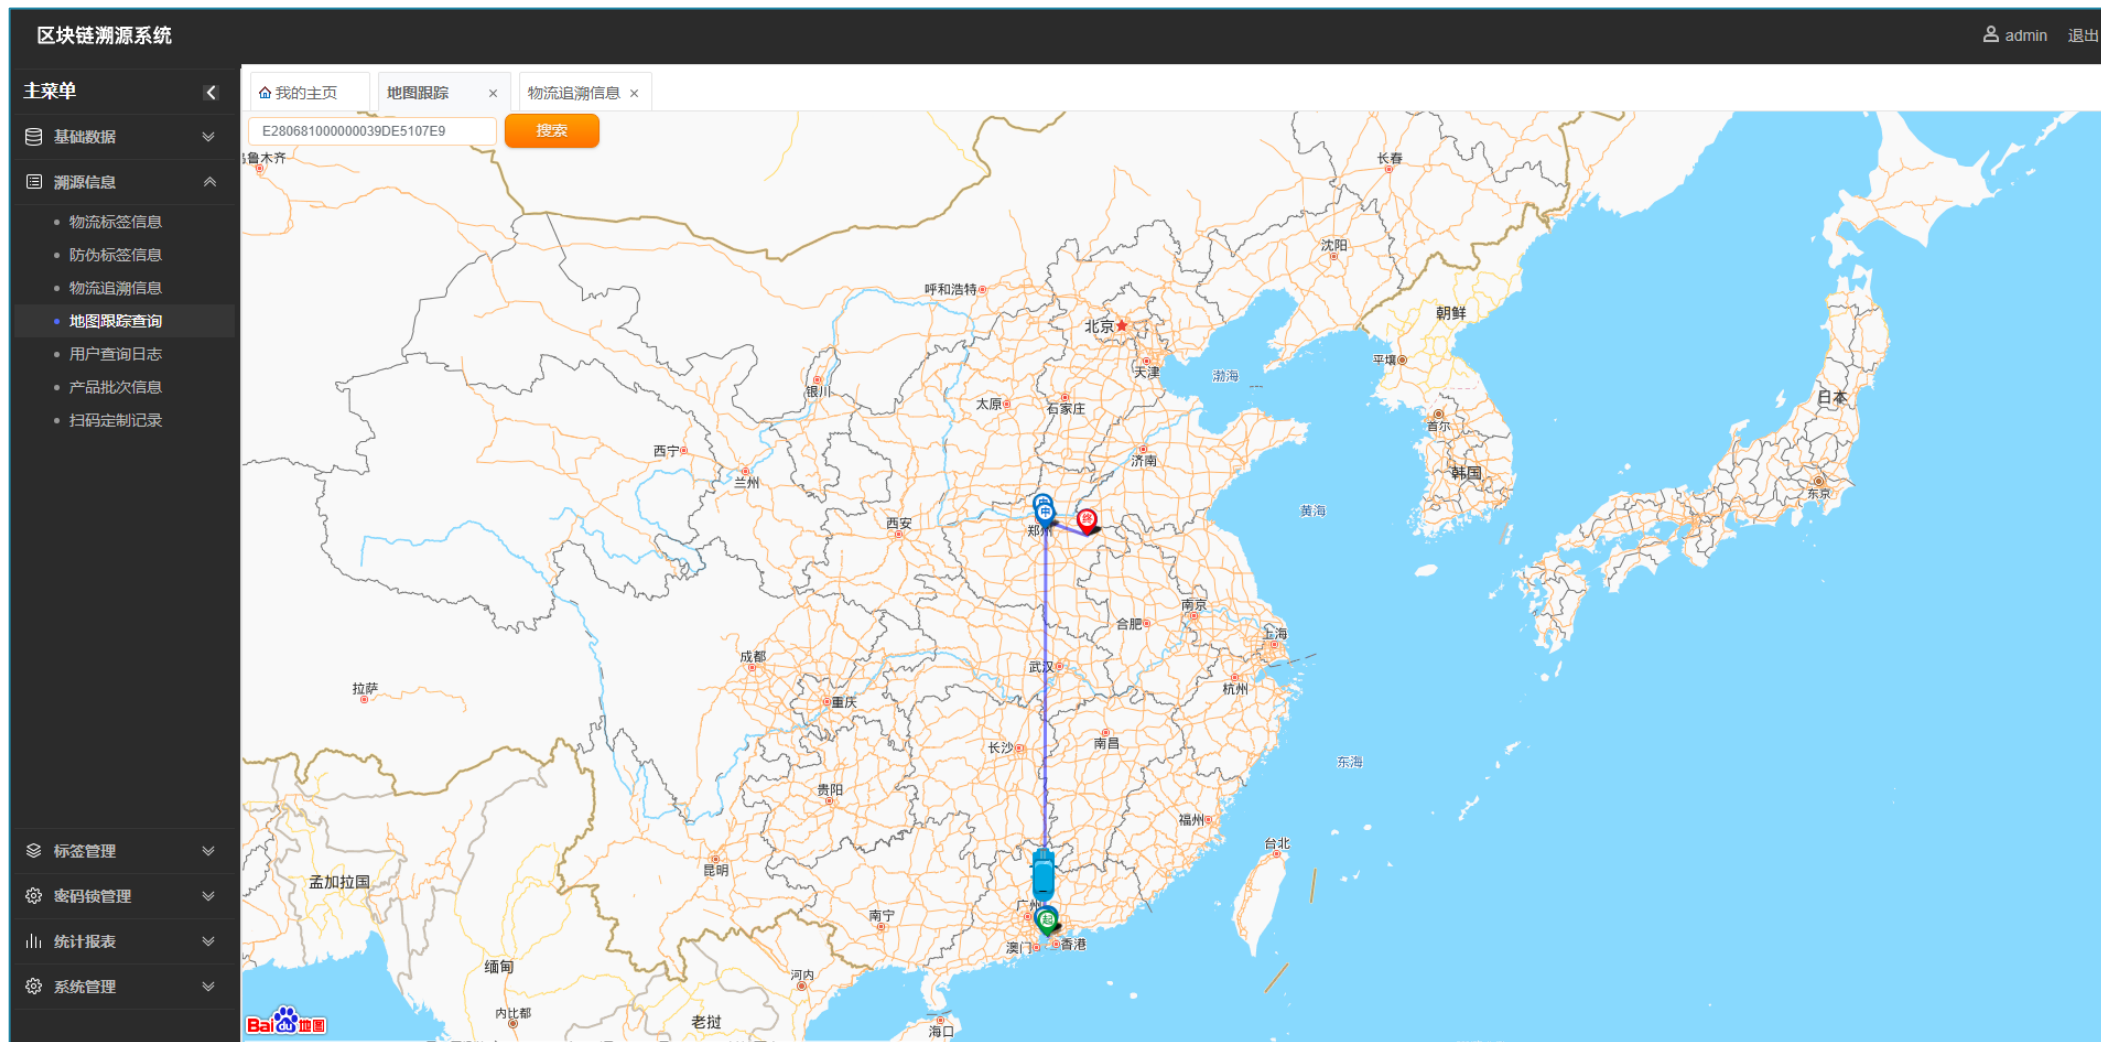 区块链溯源系统
admin 退出
主菜单
我的主页 地图跟踪 × 物流追溯信息 ×
E280681000000039DE5107E9 搜索
基础数据
溯源信息
物流标签信息
防伪标签信息
物流追溯信息
地图跟踪查询
用户查询日志
产品批次信息
扫码定制记录
标签管理
密码锁管理
统计报表
系统管理
鲁木齐
长春
沈阳
呼和浩特
朝鲜
北京
平壤
天津
渤海
银川
太原
石家庄
日本
首尔
西宁
济南
韩国
兰州
东京
中
终
黄海
西安
郑州
南京
合肥
上海
成都
武汉
拉萨
杭州
重庆
长沙
南昌
东海
贵阳
福州
台北
昆明
孟加拉国
广州
南宁
起
澳门
香港
缅甸
河内
内比都
老挝
海口
Bai du 地图